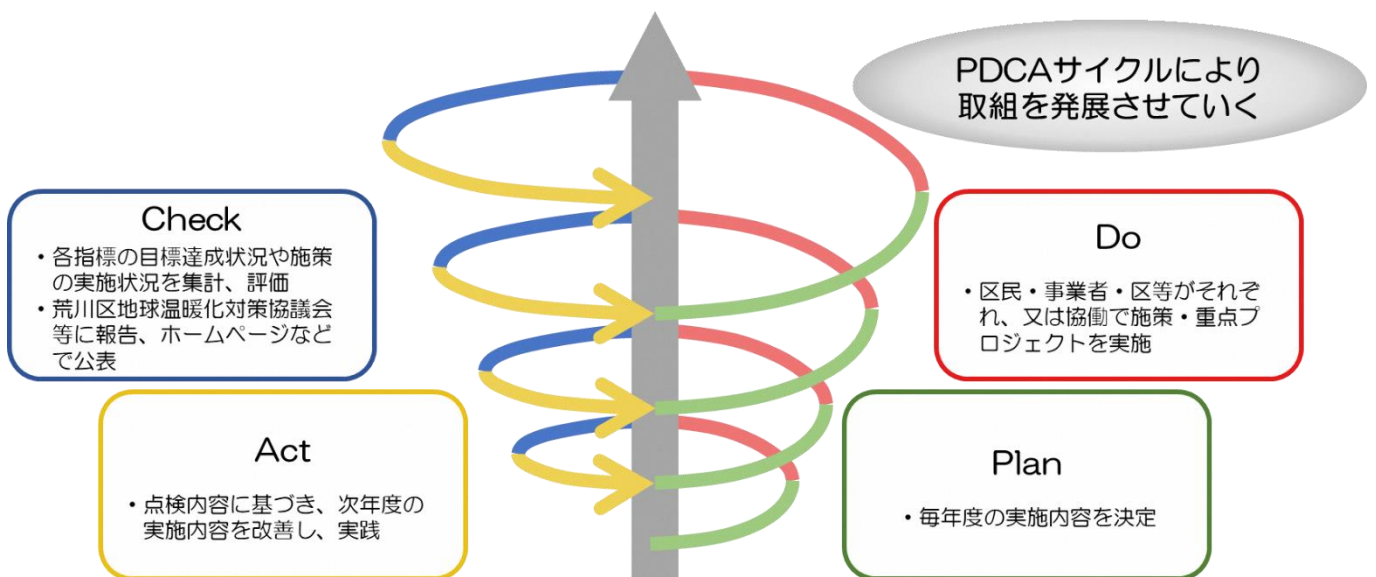 PDCAサイクルにより
取組を発展させていく
Check
・各指標の目標達成状況や施策
の実施状況を集計、評価
・荒川区地球温暖化対策協議会
等に報告、ホームページなど
で公表
Do
・区民・事業者・区等がそれぞ
れ、又は協働で施策・重点プ
ロジェクトを実施
Act
・点検内容に基づき、次年度の
実施内容を改善し、実践
Plan
・毎年度の実施内容を決定